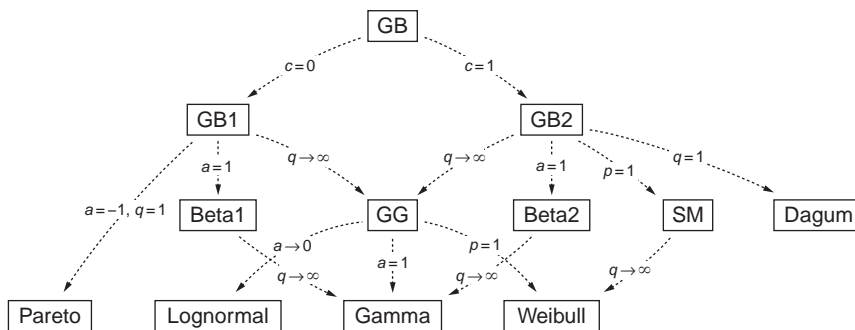 GB
c=0
c=1
GB1
GB2
q→∞
q→∞
q=1
a=1
a=1
p=1
a=−1, q=1
Beta1
GG
Beta2
SM
Dagum
a→0
p=1
a=1
q→∞
q→∞
q→∞
Pareto
Lognormal
Gamma
Weibull